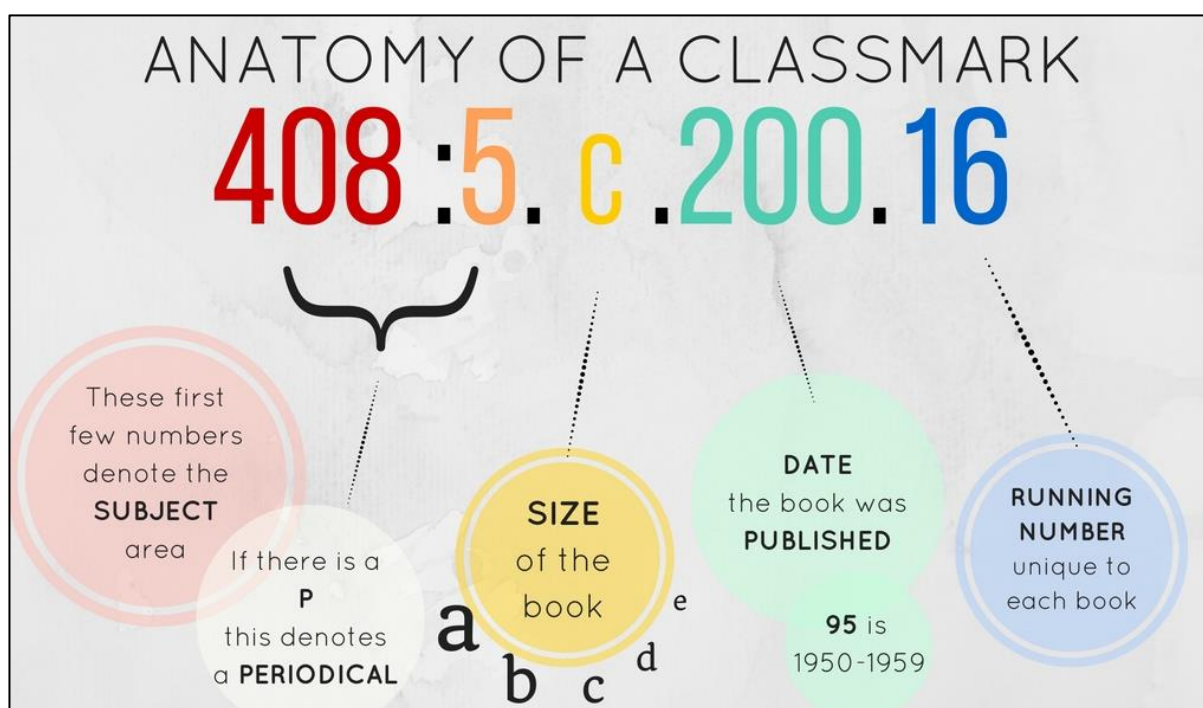 ANATOMY OF A CLASSMARK
408 :5. c .200.16
These first
few numbers
denote the
SUBJECT
area
If there is a
P
this denotes
a PERIODICAL
SIZE
of the
book
a
b
c
d
e
DATE
the book was
PUBLISHED
95 is
1950-1959
RUNNING
NUMBER
unique to
each book